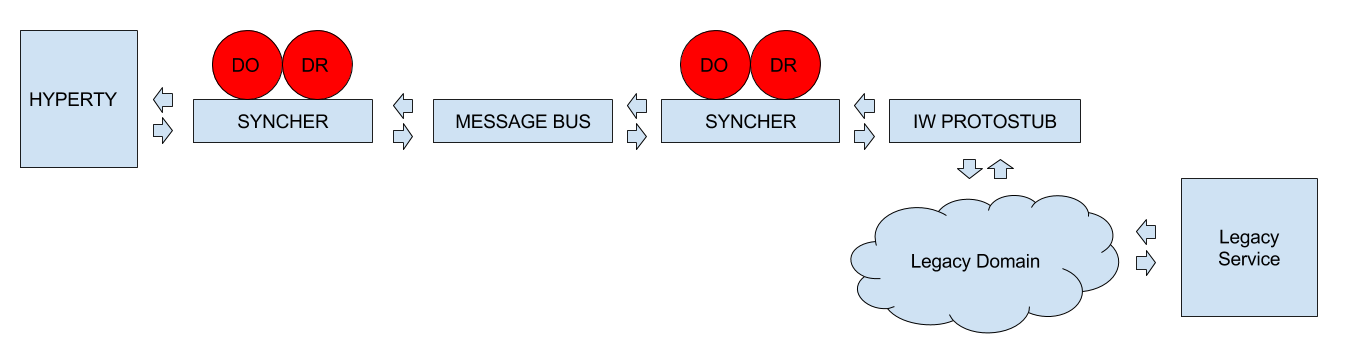 DO DR
DO DR
HYPERTY
SYNCHER
MESSAGE BUS
SYNCHER
IW PROTOSTUB
Legacy Domain
Legacy
Service